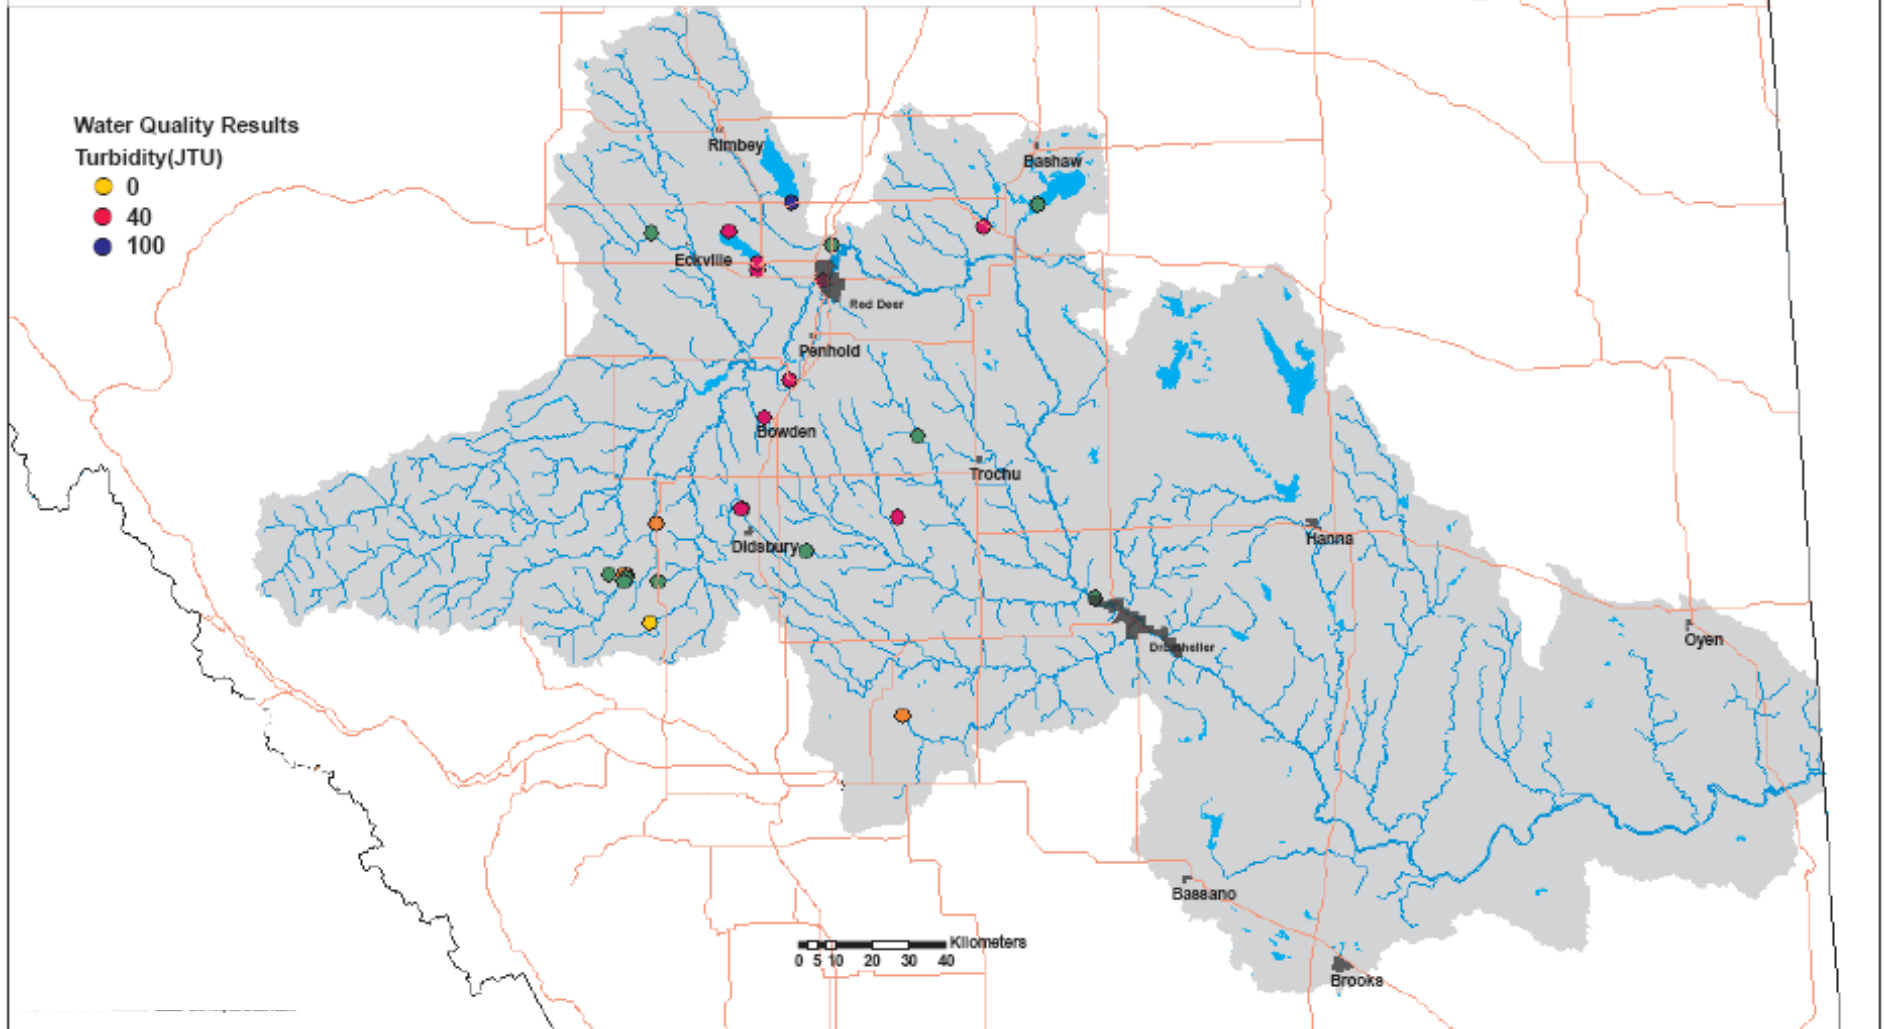 Water Quality Results
Turbidity(JTU)
0
40
100
Rimbey
Bashaw
Eckville
Red Deer
Penhold
Bowden
Trochu
Didsbury
Hanna
Drumheller
Oyen
Bassano
Kilometers
0 5 10 20 30 40
Brooks